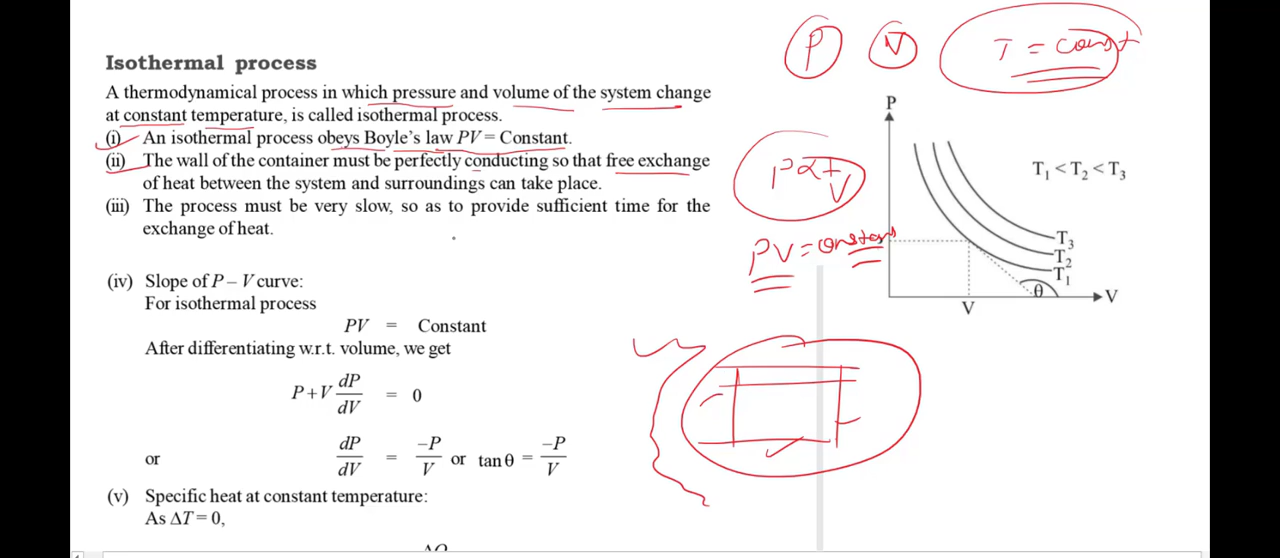 Isothermal process
A thermodynamical process in which pressure and volume of the system change
at constant temperature, is called isothermal process.
(i) An isothermal process obeys Boyle's law PV = Constant.
(ii) The wall of the container must be perfectly conducting so that free exchange
of heat between the system and surroundings can take place.
(iii) The process must be very slow, so as to provide sufficient time for the
exchange of heat.
(iv) Slope of P – V curve:
For isothermal process
PV = Constant
After differentiating w.r.t. volume, we get
P + V dP/dV = 0
or dP/dV = –P/V or tan θ = –P/V
(v) Specific heat at constant temperature:
As ΔT = 0,
P V T = const
P
T₁ < T₂ < T₃
T₃
T₂
T₁
θ
V
V
PV = constant